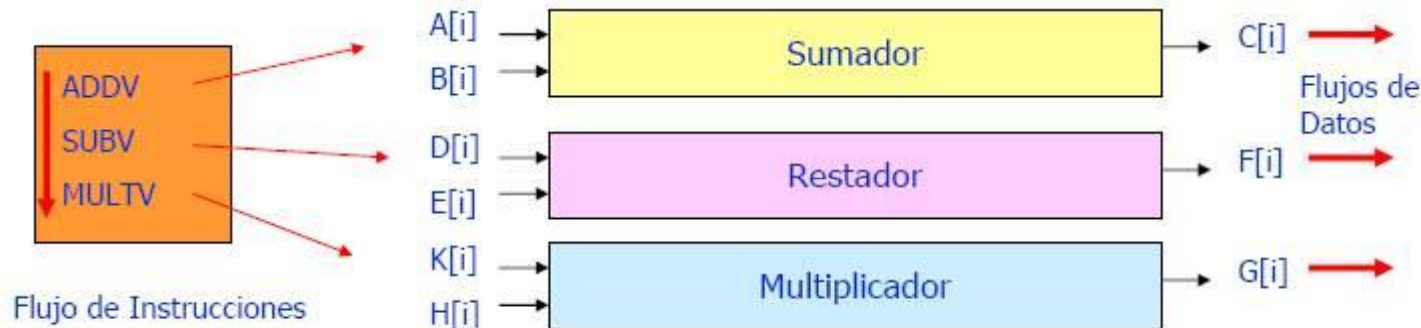 ADDV
SUBV
MULTV
Flujo de Instrucciones
A[i]
B[i]
Sumador
C[i]
D[i]
E[i]
Restador
F[i]
K[i]
H[i]
Multiplicador
G[i]
Flujos de
Datos